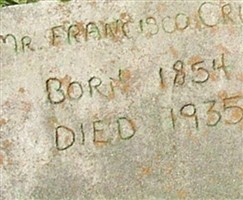 MR FRANCISCO
BORN 1854
DIED 1935